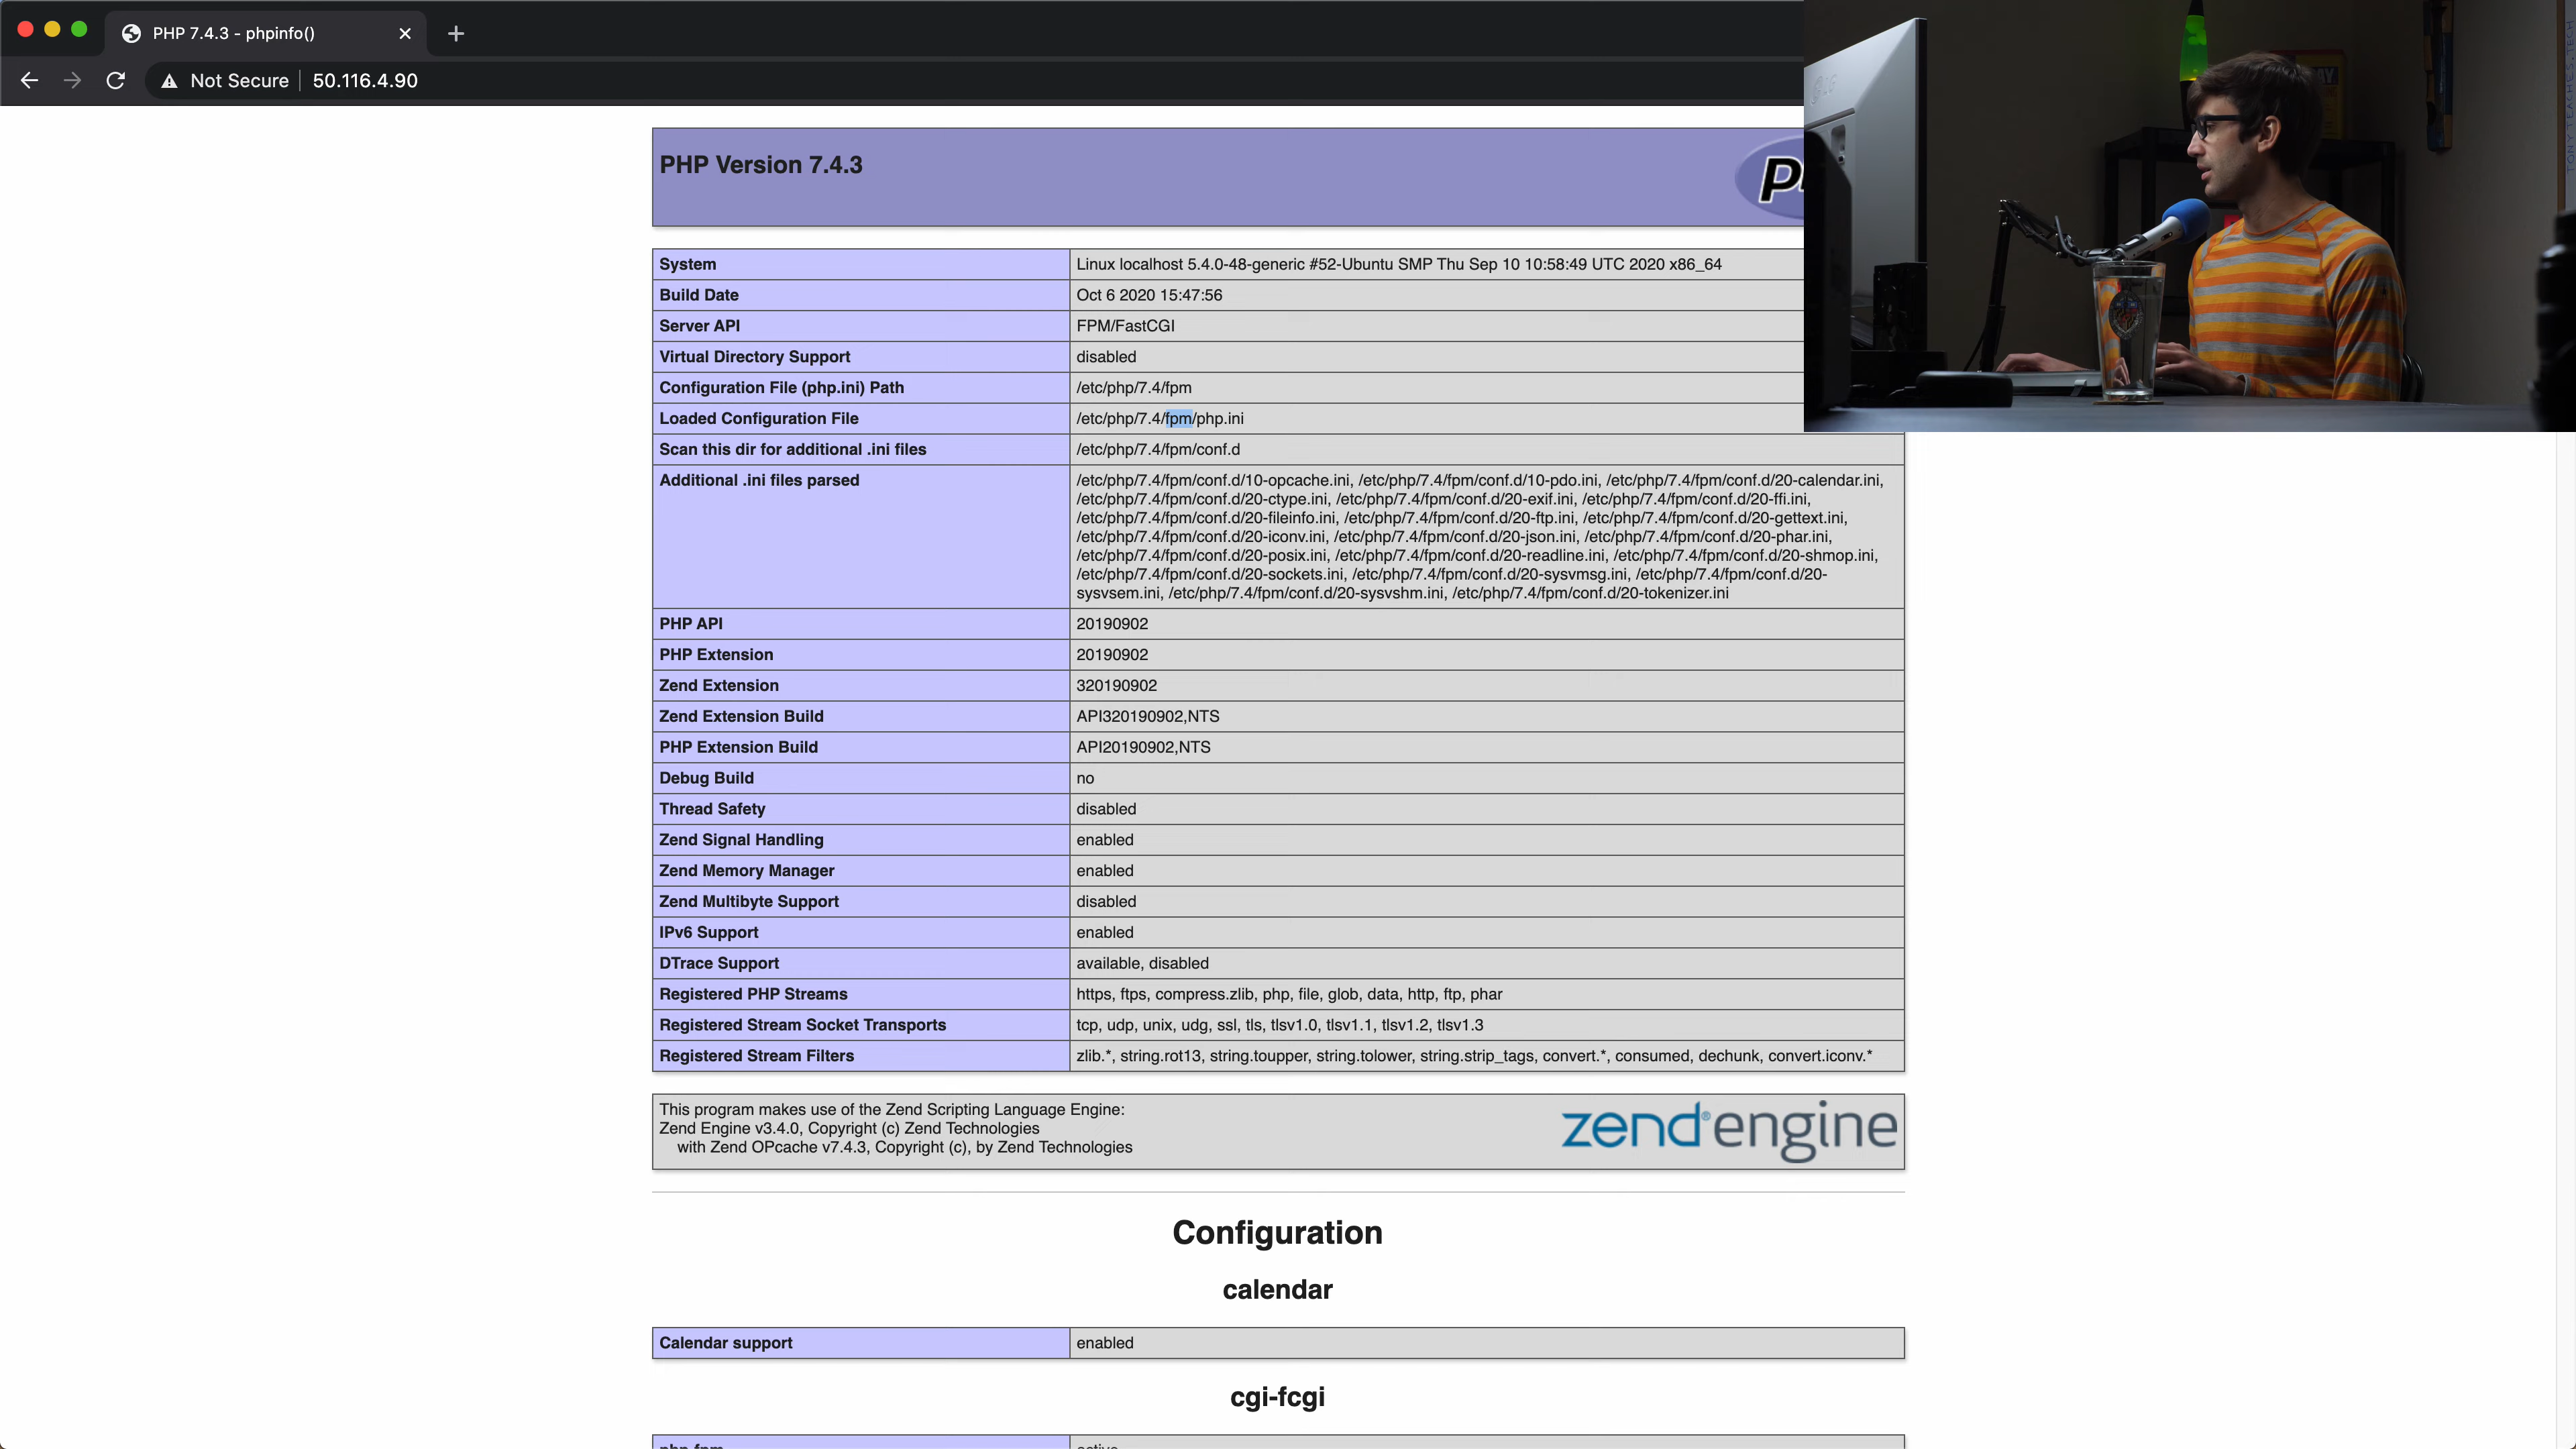 PHP 7.4.3 - phpinfo()
Not Secure 50.116.4.90
PHP Version 7.4.3
System Linux localhost 5.4.0-48-generic #52-Ubuntu SMP Thu Sep 10 10:58:49 UTC 2020 x86_64
Build Date Oct 6 2020 15:47:56
Server API FPM/FastCGI
Virtual Directory Support disabled
Configuration File (php.ini) Path /etc/php/7.4/fpm
Loaded Configuration File /etc/php/7.4/fpm/php.ini
Scan this dir for additional .ini files /etc/php/7.4/fpm/conf.d
Additional .ini files parsed /etc/php/7.4/fpm/conf.d/10-opcache.ini, /etc/php/7.4/fpm/conf.d/10-pdo.ini, /etc/php/7.4/fpm/conf.d/20-calendar.ini,
/etc/php/7.4/fpm/conf.d/20-ctype.ini, /etc/php/7.4/fpm/conf.d/20-exif.ini, /etc/php/7.4/fpm/conf.d/20-ffi.ini,
/etc/php/7.4/fpm/conf.d/20-fileinfo.ini, /etc/php/7.4/fpm/conf.d/20-ftp.ini, /etc/php/7.4/fpm/conf.d/20-gettext.ini,
/etc/php/7.4/fpm/conf.d/20-iconv.ini, /etc/php/7.4/fpm/conf.d/20-json.ini, /etc/php/7.4/fpm/conf.d/20-phar.ini,
/etc/php/7.4/fpm/conf.d/20-posix.ini, /etc/php/7.4/fpm/conf.d/20-readline.ini, /etc/php/7.4/fpm/conf.d/20-shmop.ini,
/etc/php/7.4/fpm/conf.d/20-sockets.ini, /etc/php/7.4/fpm/conf.d/20-sysvmsg.ini, /etc/php/7.4/fpm/conf.d/20-
sysvsem.ini, /etc/php/7.4/fpm/conf.d/20-sysvshm.ini, /etc/php/7.4/fpm/conf.d/20-tokenizer.ini
PHP API 20190902
PHP Extension 20190902
Zend Extension 320190902
Zend Extension Build API320190902,NTS
PHP Extension Build API20190902,NTS
Debug Build no
Thread Safety disabled
Zend Signal Handling enabled
Zend Memory Manager enabled
Zend Multibyte Support disabled
IPv6 Support enabled
DTrace Support available, disabled
Registered PHP Streams https, ftps, compress.zlib, php, file, glob, data, http, ftp, phar
Registered Stream Socket Transports tcp, udp, unix, udg, ssl, tls, tlsv1.0, tlsv1.1, tlsv1.2, tlsv1.3
Registered Stream Filters zlib.*, string.rot13, string.toupper, string.tolower, string.strip_tags, convert.*, consumed, dechunk, convert.iconv.*
This program makes use of the Zend Scripting Language Engine:
Zend Engine v3.4.0, Copyright (c) Zend Technologies
with Zend OPcache v7.4.3, Copyright (c), by Zend Technologies
zend® engine
Configuration
calendar
Calendar support enabled
cgi-fcgi
php-fpm active